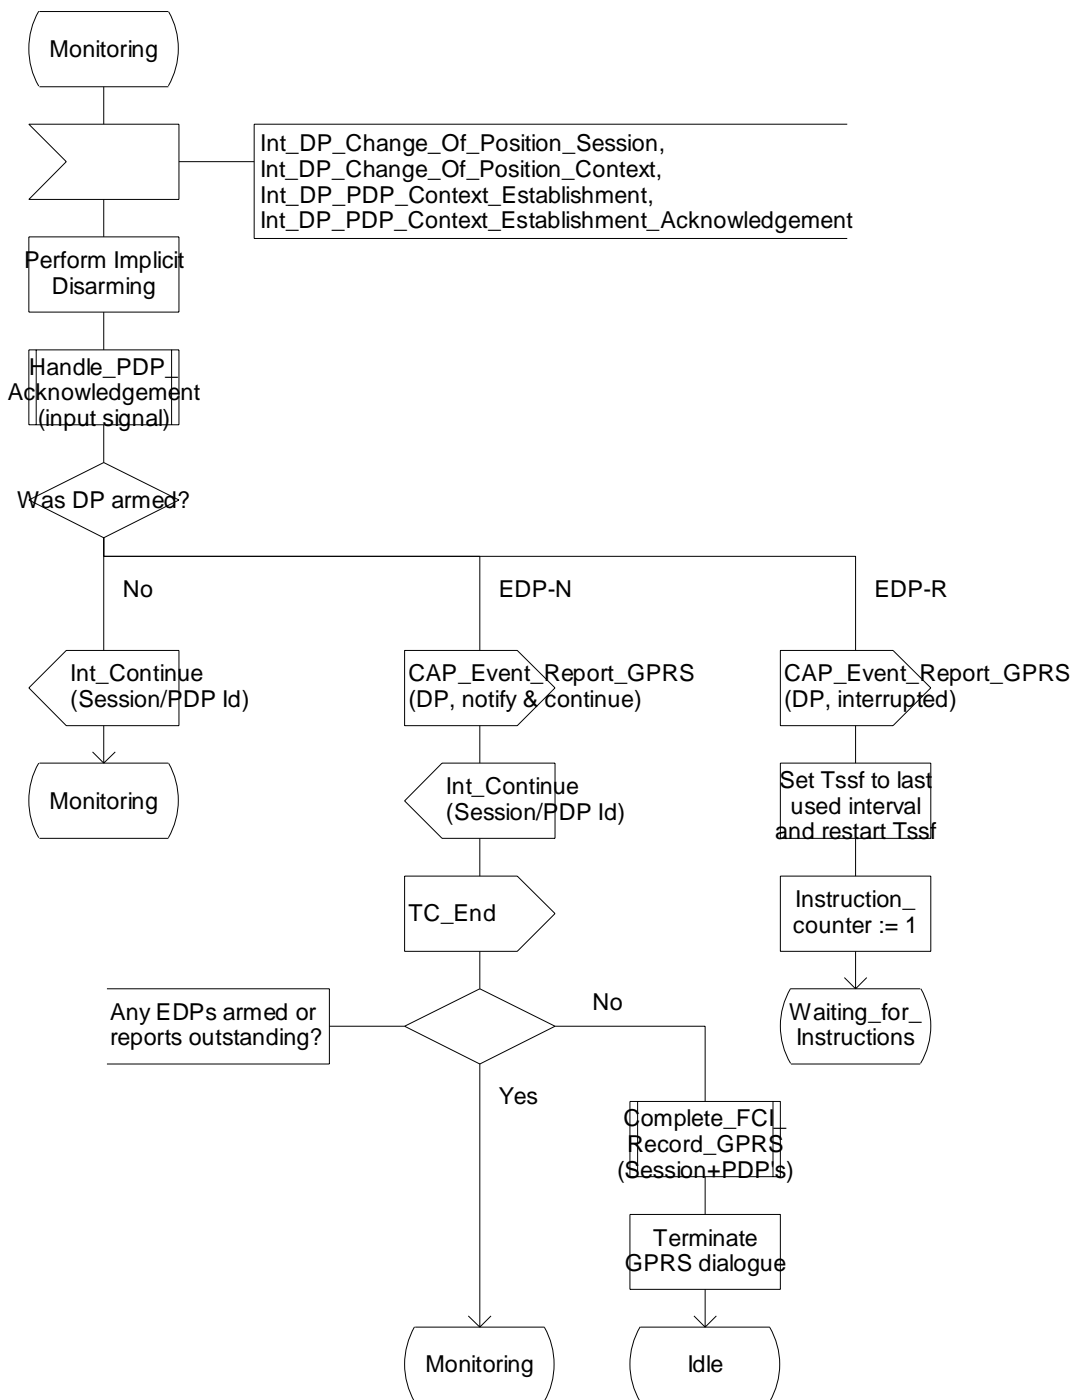 Monitoring
Int_DP_Change_Of_Position_Session,
Int_DP_Change_Of_Position_Context,
Int_DP_PDP_Context_Establishment,
Int_DP_PDP_Context_Establishment_Acknowledgement
Perform Implicit
Disarming
Handle_PDP_
Acknowledgement
(input signal)
Was DP armed?
No
EDP-N
EDP-R
Int_Continue
(Session/PDP Id)
CAP_Event_Report_GPRS
(DP, notify & continue)
CAP_Event_Report_GPRS
(DP, interrupted)
Monitoring
Int_Continue
(Session/PDP Id)
Set Tssf to last
used interval
and restart Tssf
TC_End
Instruction_
counter := 1
Any EDPs armed or
reports outstanding?
No
Yes
Waiting_for_
Instructions
Complete_FCI_
Record_GPRS
(Session+PDP's)
Terminate
GPRS dialogue
Monitoring
Idle